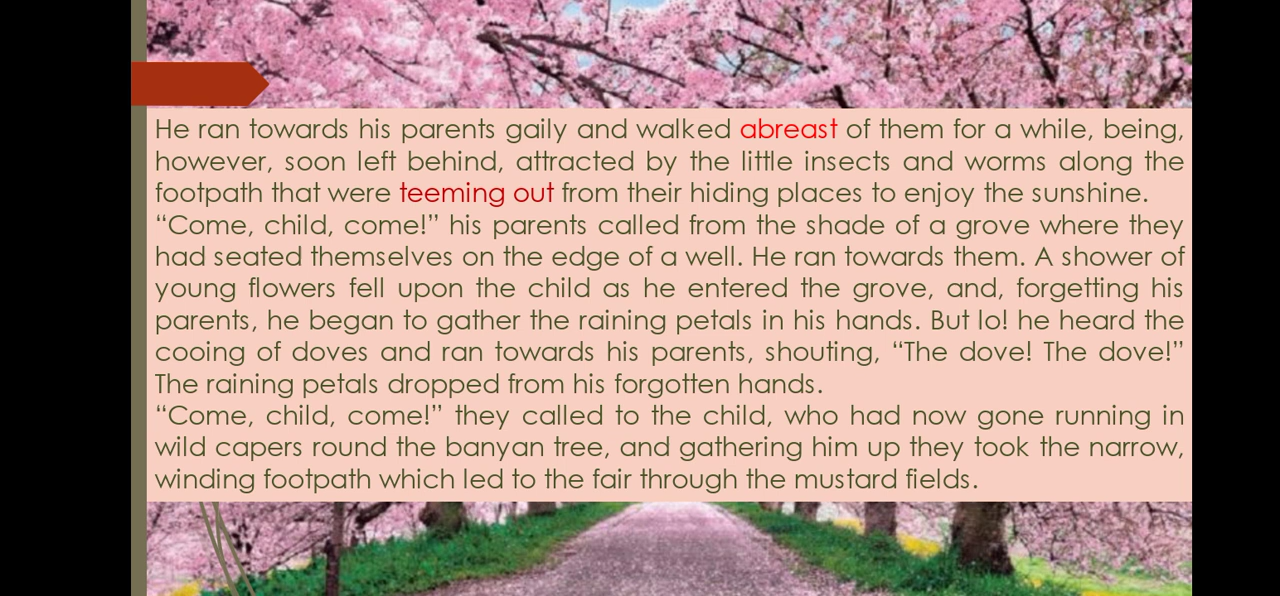 He ran towards his parents gaily and walked abreast of them for a while, being,
however, soon left behind, attracted by the little insects and worms along the
footpath that were teeming out from their hiding places to enjoy the sunshine.
“Come, child, come!” his parents called from the shade of a grove where they
had seated themselves on the edge of a well. He ran towards them. A shower of
young flowers fell upon the child as he entered the grove, and, forgetting his
parents, he began to gather the raining petals in his hands. But lo! he heard the
cooing of doves and ran towards his parents, shouting, “The dove! The dove!”
The raining petals dropped from his forgotten hands.
“Come, child, come!” they called to the child, who had now gone running in
wild capers round the banyan tree, and gathering him up they took the narrow,
winding footpath which led to the fair through the mustard fields.